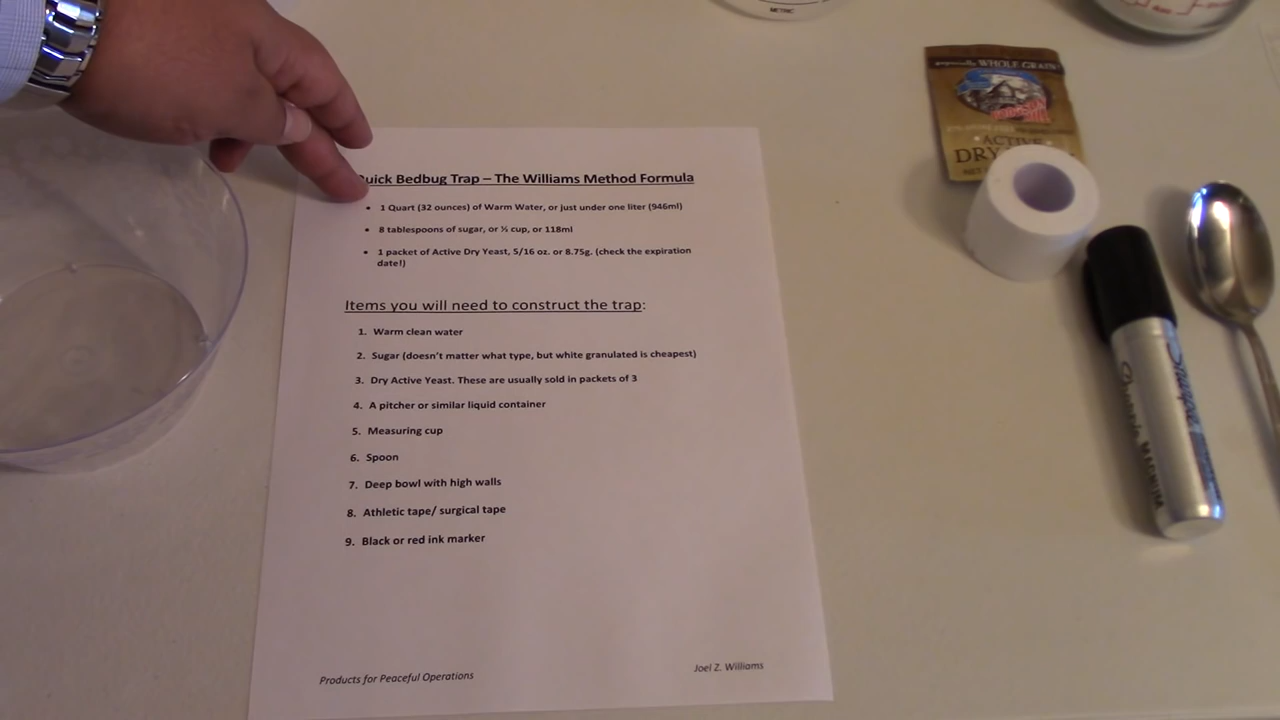 METRIC
especially WHOLE GRAIN
ACTIVE
DRY
Quick Bedbug Trap – The Williams Method Formula
• 1 Quart (32 ounces) of Warm Water, or just under one liter (946ml)
• 8 tablespoons of sugar, or ½ cup, or 118ml
• 1 packet of Active Dry Yeast, 5/16 oz. or 8.75g. (check the expiration
date!)
Items you will need to construct the trap:
1. Warm clean water
2. Sugar (doesn't matter what type, but white granulated is cheapest)
3. Dry Active Yeast. These are usually sold in packets of 3
4. A pitcher or similar liquid container
5. Measuring cup
6. Spoon
7. Deep bowl with high walls
8. Athletic tape/ surgical tape
9. Black or red ink marker
Products for Peaceful Operations
Joel Z. Williams
Sharpie
Sharpie MAGNUM